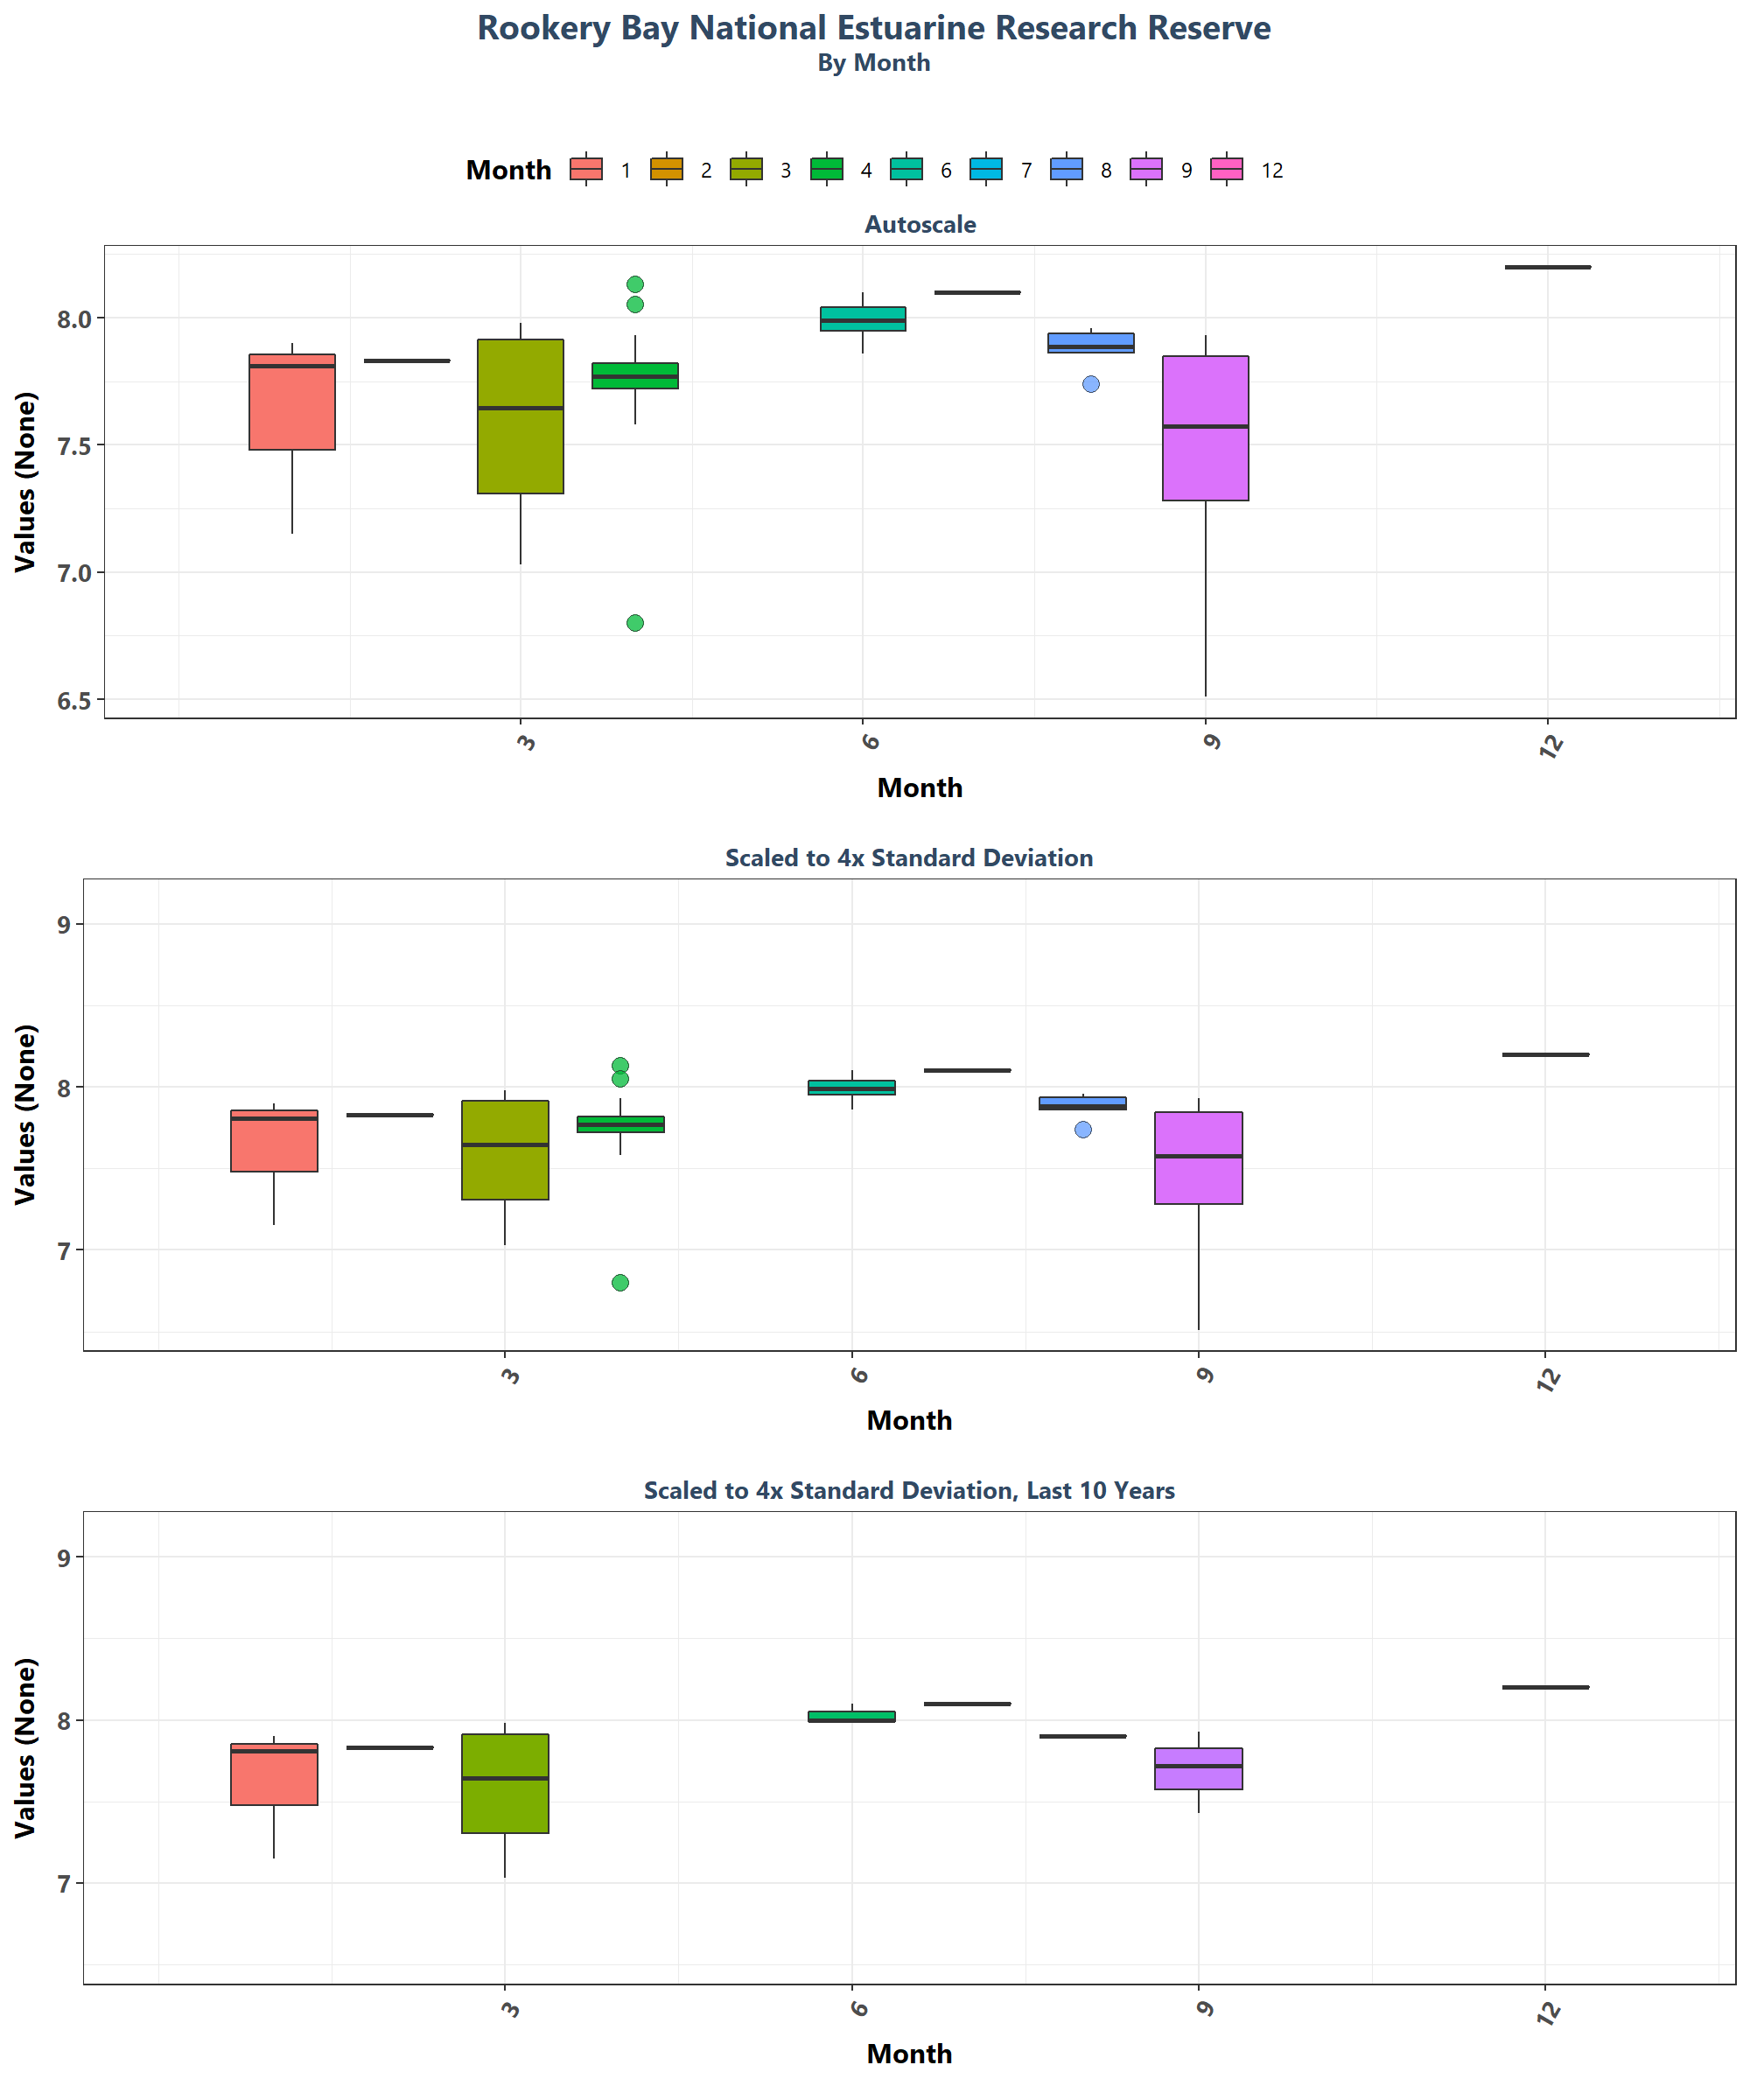 Rookery Bay National Estuarine Research Reserve
By Month
Month 1 2 3 4 6 7 8 9 12
Autoscale
Values (None)
8.0
7.5
7.0
6.5
3 6 9 12
Month
Scaled to 4x Standard Deviation
Values (None)
9
8
7
3 6 9 12
Month
Scaled to 4x Standard Deviation, Last 10 Years
Values (None)
9
8
7
3 6 9 12
Month